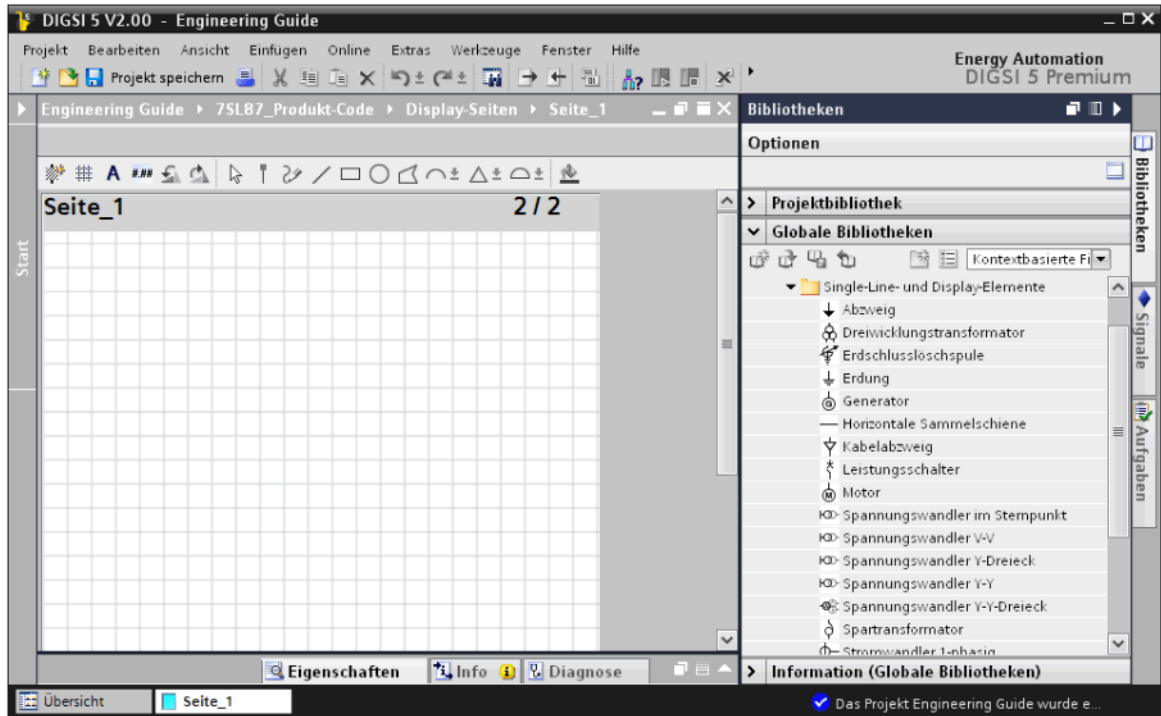 DIGSI 5 V2.00 - Engineering Guide
Projekt Bearbeiten Ansicht Einfügen Online Extras Werkzeuge Fenster Hilfe
Energy Automation
DIGSI 5 Premium
Projekt speichern
Engineering Guide 7SL87_Produkt-Code Display-Seiten Seite_1
A #.##
Seite_1 2 / 2
Start
Bibliotheken
Optionen
Projektbibliothek
Globale Bibliotheken
Kontextbasierte Fi
Single-Line- und Display-Elemente
Abzweig
Dreiwicklungstransformator
Erdschlusslöschspule
Erdung
Generator
Horizontale Sammelschiene
Kabelabzweig
Leistungsschalter
Motor
Spannungswandler im Sternpunkt
Spannungswandler V-V
Spannungswandler Y-Dreieck
Spannungswandler Y-Y
Spannungswandler Y-Y-Dreieck
Spartransformator
Stromwandler 1-phasig
Information (Globale Bibliotheken)
Bibliotheken
Signale
Aufgaben
Eigenschaften Info Diagnose
Übersicht Seite_1
Das Projekt Engineering Guide wurde e...